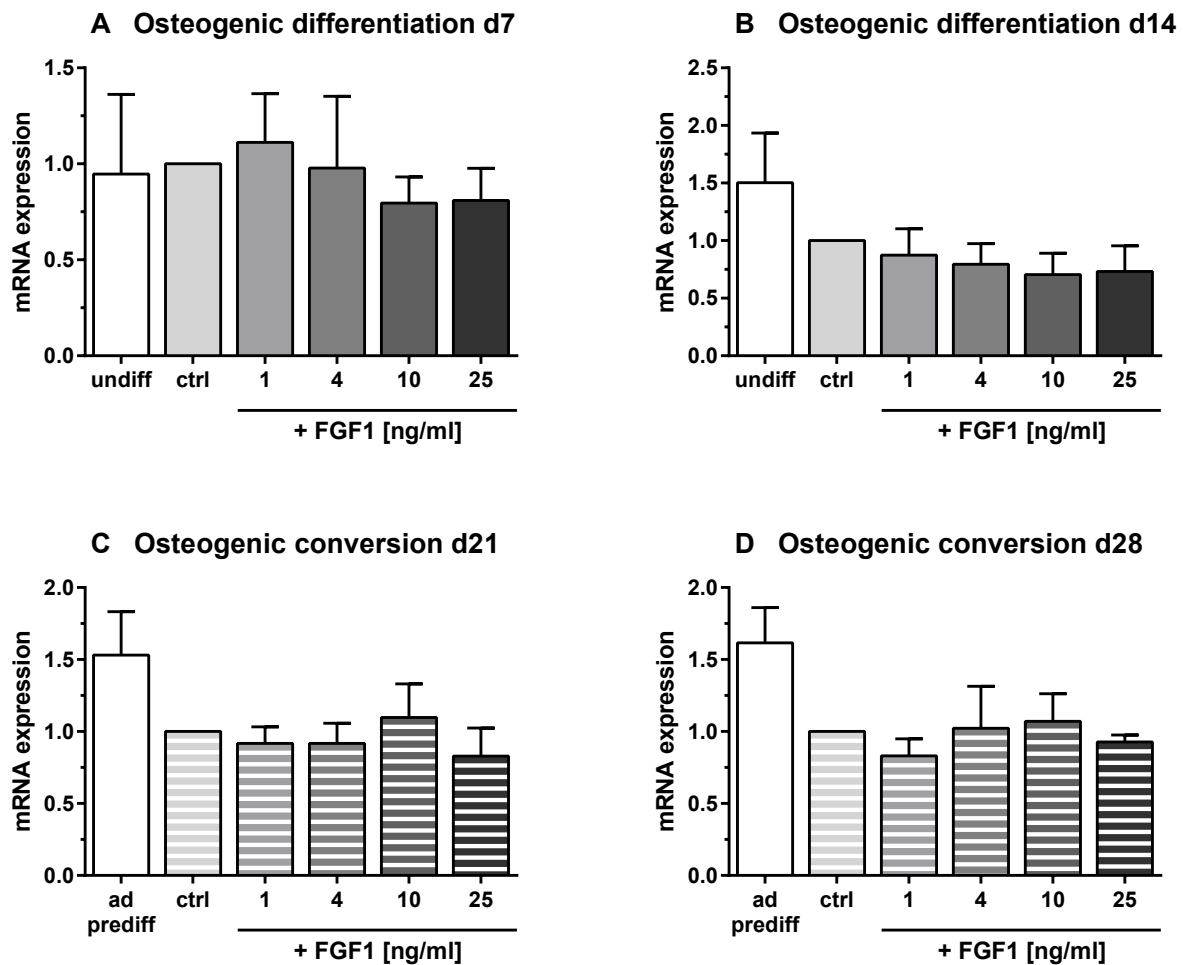 A Osteogenic differentiation d7
mRNA expression
1.5
1.0
0.5
0.0
undiff ctrl 1 4 10 25
+ FGF1 [ng/ml]
B Osteogenic differentiation d14
mRNA expression
2.5
2.0
1.5
1.0
0.5
0.0
undiff ctrl 1 4 10 25
+ FGF1 [ng/ml]
C Osteogenic conversion d21
mRNA expression
2.0
1.5
1.0
0.5
0.0
ad ctrl 1 4 10 25
prediff
+ FGF1 [ng/ml]
D Osteogenic conversion d28
mRNA expression
2.0
1.5
1.0
0.5
0.0
ad ctrl 1 4 10 25
prediff
+ FGF1 [ng/ml]